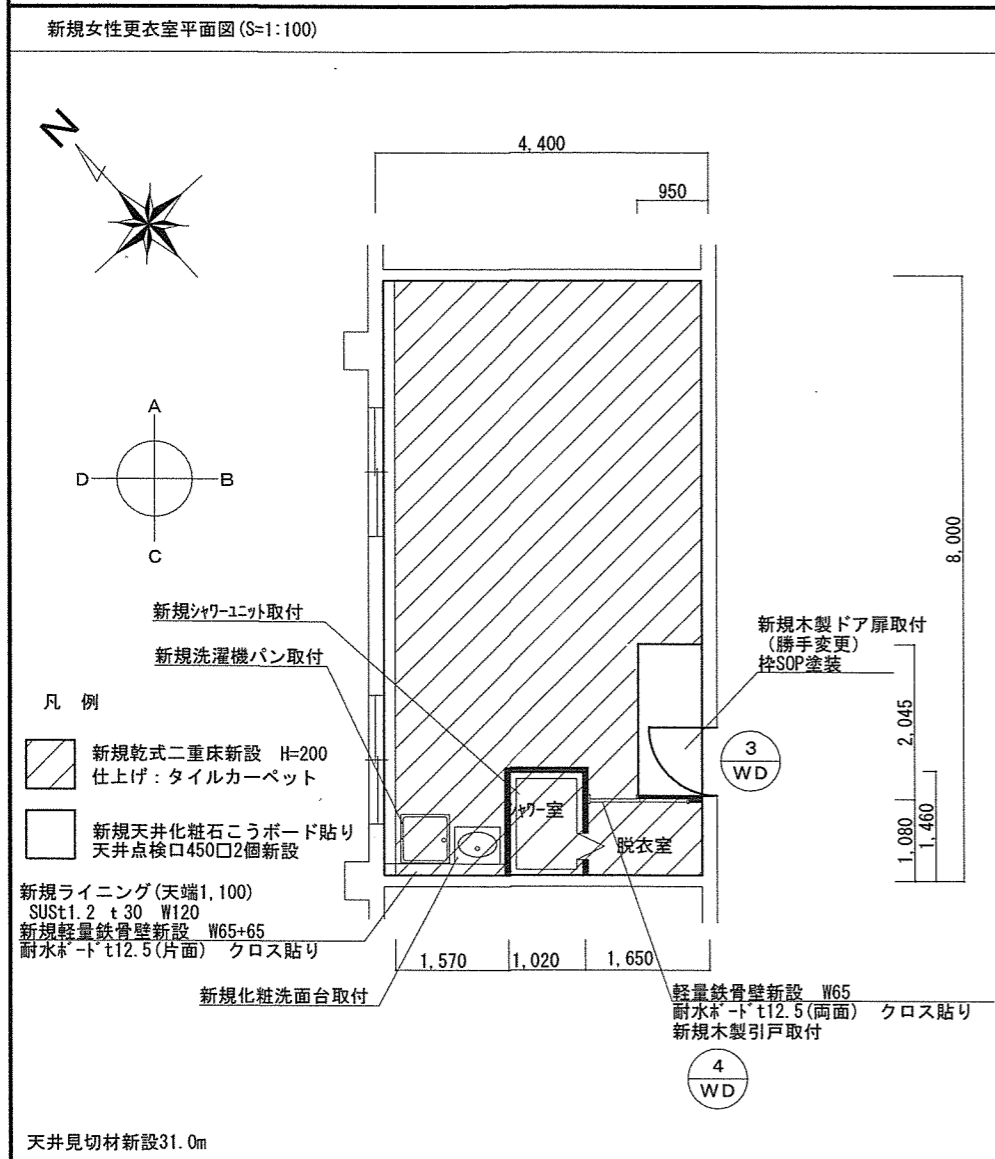 新規女性更衣室平面図(S=1:100)
N
4,400
950
A
D
B
C
8,000
新規シャワーユニット取付
新規洗濯機パン取付
新規木製ドア扉取付
(勝手変更)
枠SOP塗装
凡 例
新規乾式二重床新設 H=200
仕上げ:タイルカーペット
新規天井化粧石こうボード貼り
天井点検口450口2個新設
3
WD
2,045
1,460
1,080
シャワー室
脱衣室
新規ライニング(天端1,100)
SUSt1.2 t30 W120
新規軽量鉄骨壁新設 W65+65
耐水ボードt12.5(片面) クロス貼り
1,570
1,020
1,650
新規化粧洗面台取付
軽量鉄骨壁新設 W65
耐水ボードt12.5(両面) クロス貼り
新規木製引戸取付
4
WD
天井見切材新設31.0m